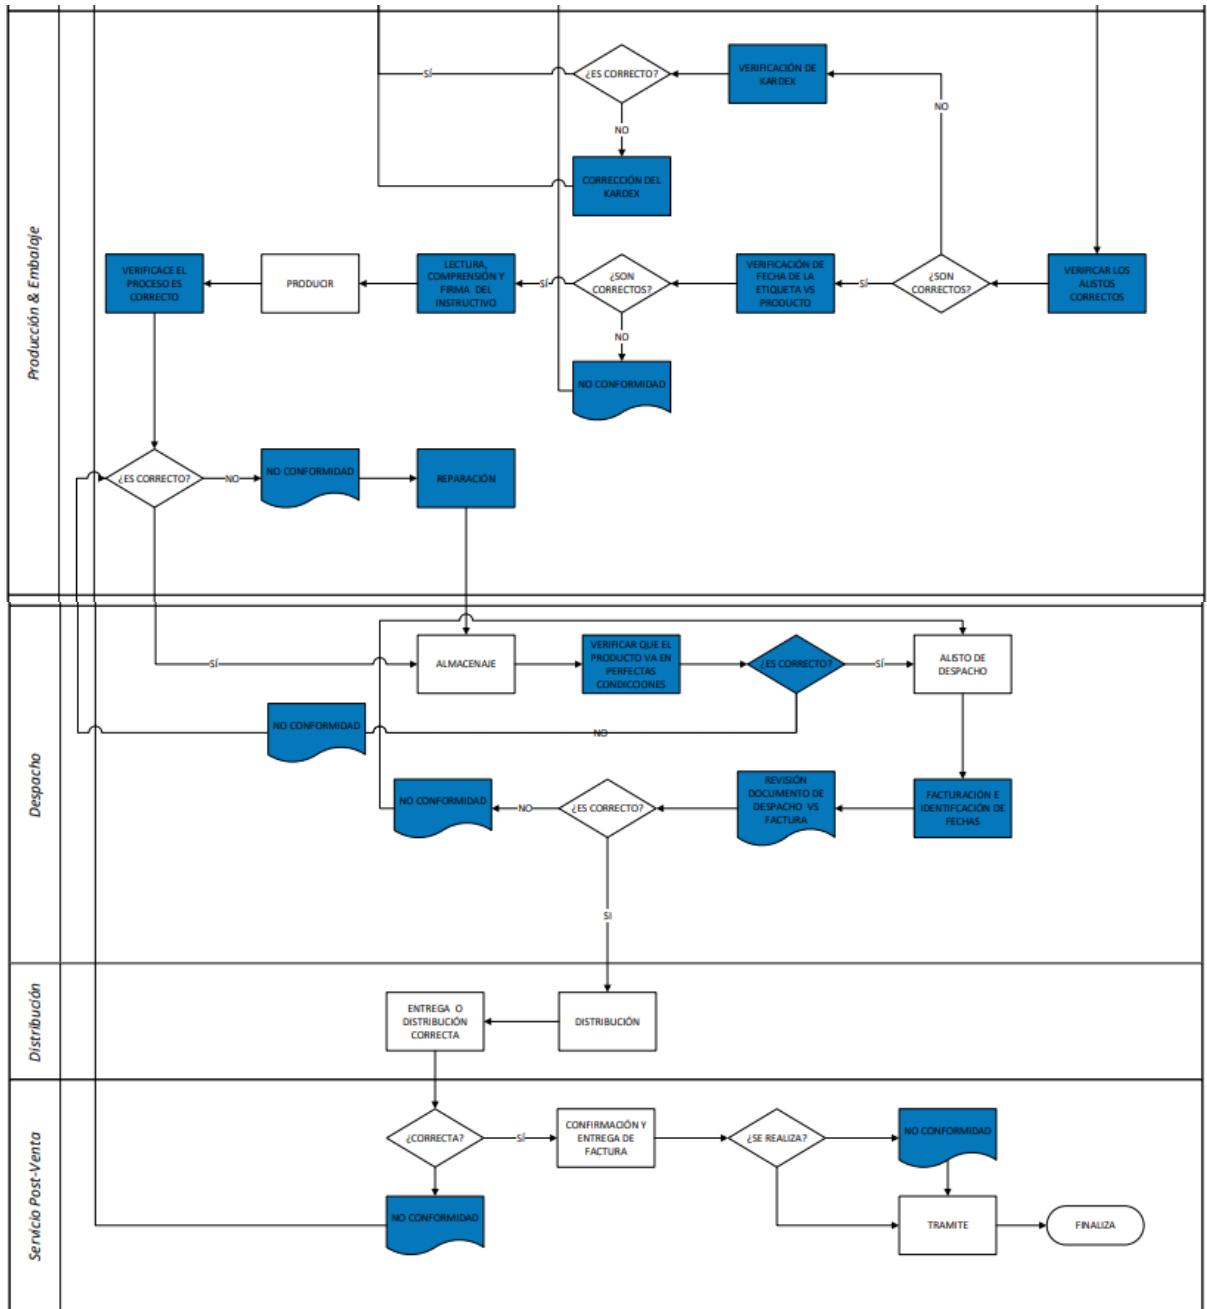 Producción & Embalaje
¿ES CORRECTO?
SÍ
VERIFICACIÓN DE
KARDEX
NO
NO
CORRECCIÓN DEL
KARDEX
VERIFICACE EL
PROCESO ES
CORRECTO
PRODUCIR
LECTURA,
COMPRENSIÓN Y
FIRMA DEL
INSTRUCTIVO
SÍ
¿SON
CORRECTOS?
VERIFICACIÓN DE
FECHA DE LA
ETIQUETA VS
PRODUCTO
SÍ
¿SON
CORRECTOS?
VERIFICAR LOS
ALISTOS
CORRECTOS
NO
NO CONFORMIDAD
¿ES CORRECTO?
NO
NO CONFORMIDAD
REPARACIÓN
Despacho
SÍ
ALMACENAJE
VERIFICAR QUE EL
PRODUCTO VA EN
PERFECTAS
CONDICCIONES
¿ES CORRECTO?
SÍ
ALISTO DE
DESPACHO
NO CONFORMIDAD
NO
NO CONFORMIDAD
NO
¿ES CORRECTO?
REVISIÓN
DOCUMENTO DE
DESPACHO VS
FACTURA
FACTURACIÓN E
IDENTIFCACIÓN DE
FECHAS
SI
Distribución
ENTREGA O
DISTRIBUCIÓN
CORRECTA
DISTRIBUCIÓN
Servicio Post-Venta
¿CORRECTA?
SÍ
CONFIRMACIÓN Y
ENTREGA DE
FACTURA
¿SE REALIZA?
NO CONFORMIDAD
NO CONFORMIDAD
TRAMITE
FINALIZA